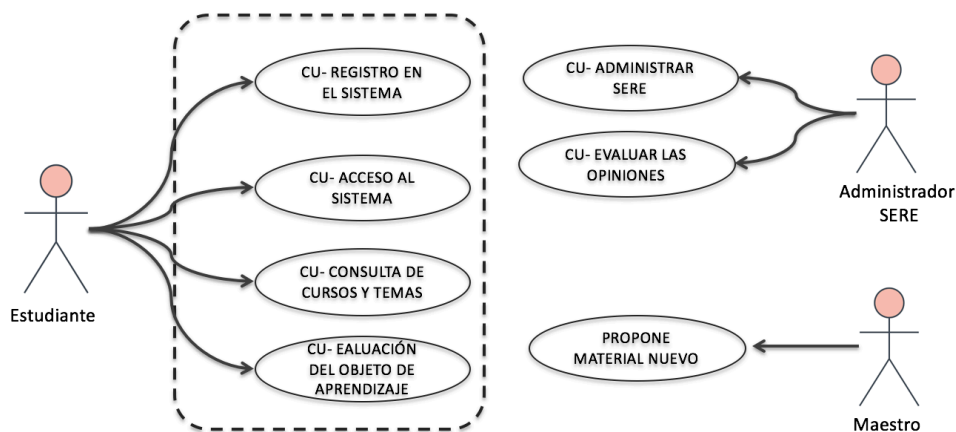 CU- REGISTRO EN
EL SISTEMA
CU- ACCESO AL
SISTEMA
CU- CONSULTA DE
CURSOS Y TEMAS
CU- EALUACIÓN
DEL OBJETO DE
APRENDIZAJE
Estudiante
CU- ADMINISTRAR
SERE
CU- EVALUAR LAS
OPINIONES
Administrador
SERE
PROPONE
MATERIAL NUEVO
Maestro